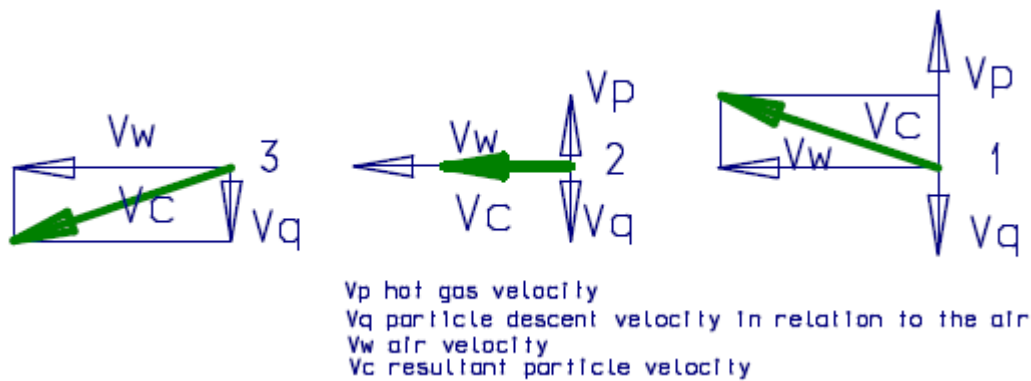 Vw
3
Vc
Vq
Vp
Vw
2
Vc
Vq
Vp
Vc
Vw
1
Vq
Vp hot gas velocity
Vq particle descent velocity in relation to the air
Vw air velocity
Vc resultant particle velocity